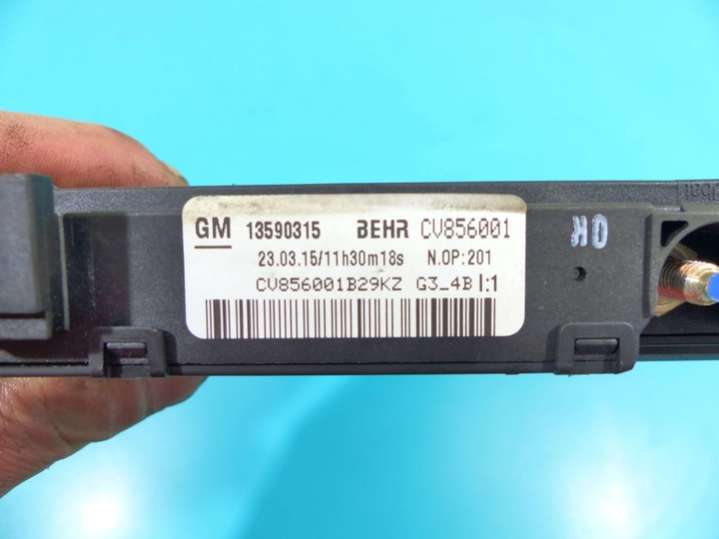 GM 13590315 BEHR CV856001
23.03.15/11h30m18s N.OP:201
CV856001B29KZ G3_4B I:1
OK